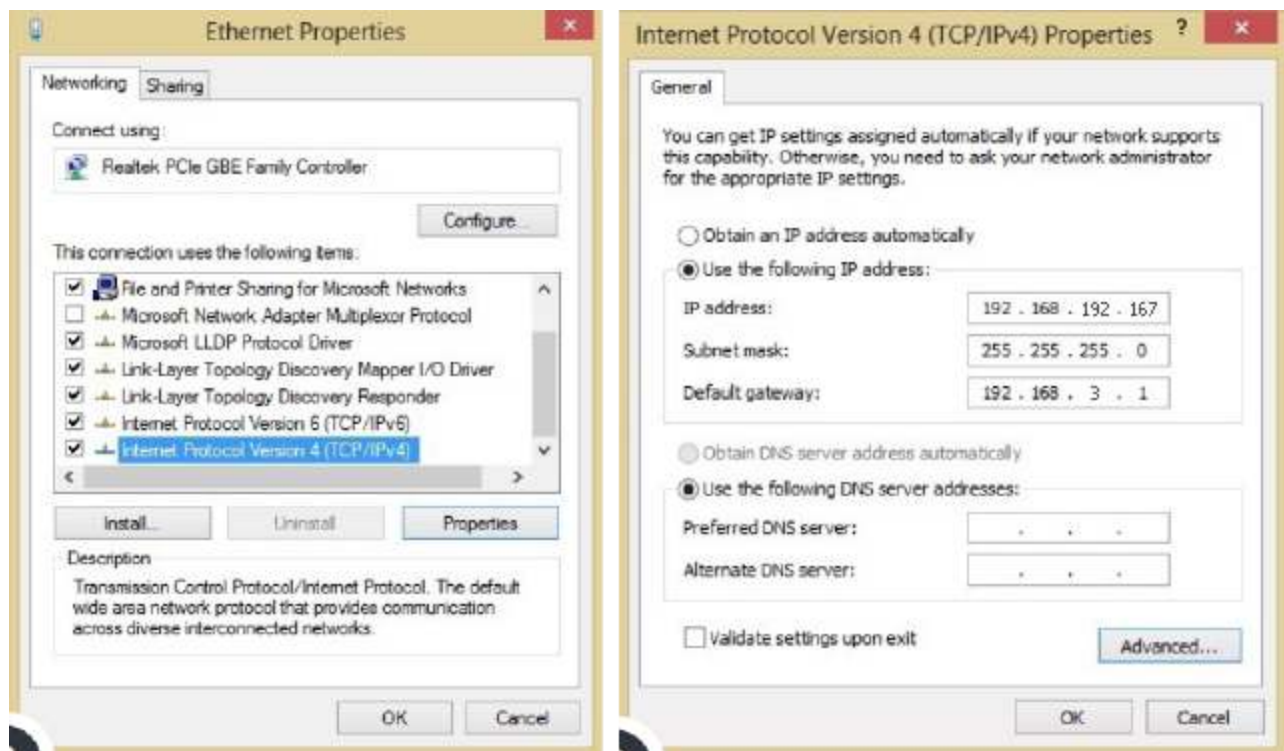 Ethernet Properties
Networking
Sharing
Connect using:
Realtek PCIe GBE Family Controller
Configure...
This connection uses the following items:
File and Printer Sharing for Microsoft Networks
Microsoft Network Adapter Multiplexor Protocol
Microsoft LLDP Protocol Driver
Link-Layer Topology Discovery Mapper I/O Driver
Link-Layer Topology Discovery Responder
Internet Protocol Version 6 (TCP/IPv6)
Internet Protocol Version 4 (TCP/IPv4)
Install...
Uninstall
Properties
Description
Transmission Control Protocol/Internet Protocol. The default
wide area network protocol that provides communication
across diverse interconnected networks.
OK
Cancel
Internet Protocol Version 4 (TCP/IPv4) Properties
?
General
You can get IP settings assigned automatically if your network supports
this capability. Otherwise, you need to ask your network administrator
for the appropriate IP settings.
Obtain an IP address automatically
Use the following IP address:
IP address: 192 . 168 . 192 . 167
Subnet mask: 255 . 255 . 255 . 0
Default gateway: 192 . 168 . 3 . 1
Obtain DNS server address automatically
Use the following DNS server addresses:
Preferred DNS server: . . .
Alternate DNS server: . . .
Validate settings upon exit
Advanced...
OK
Cancel